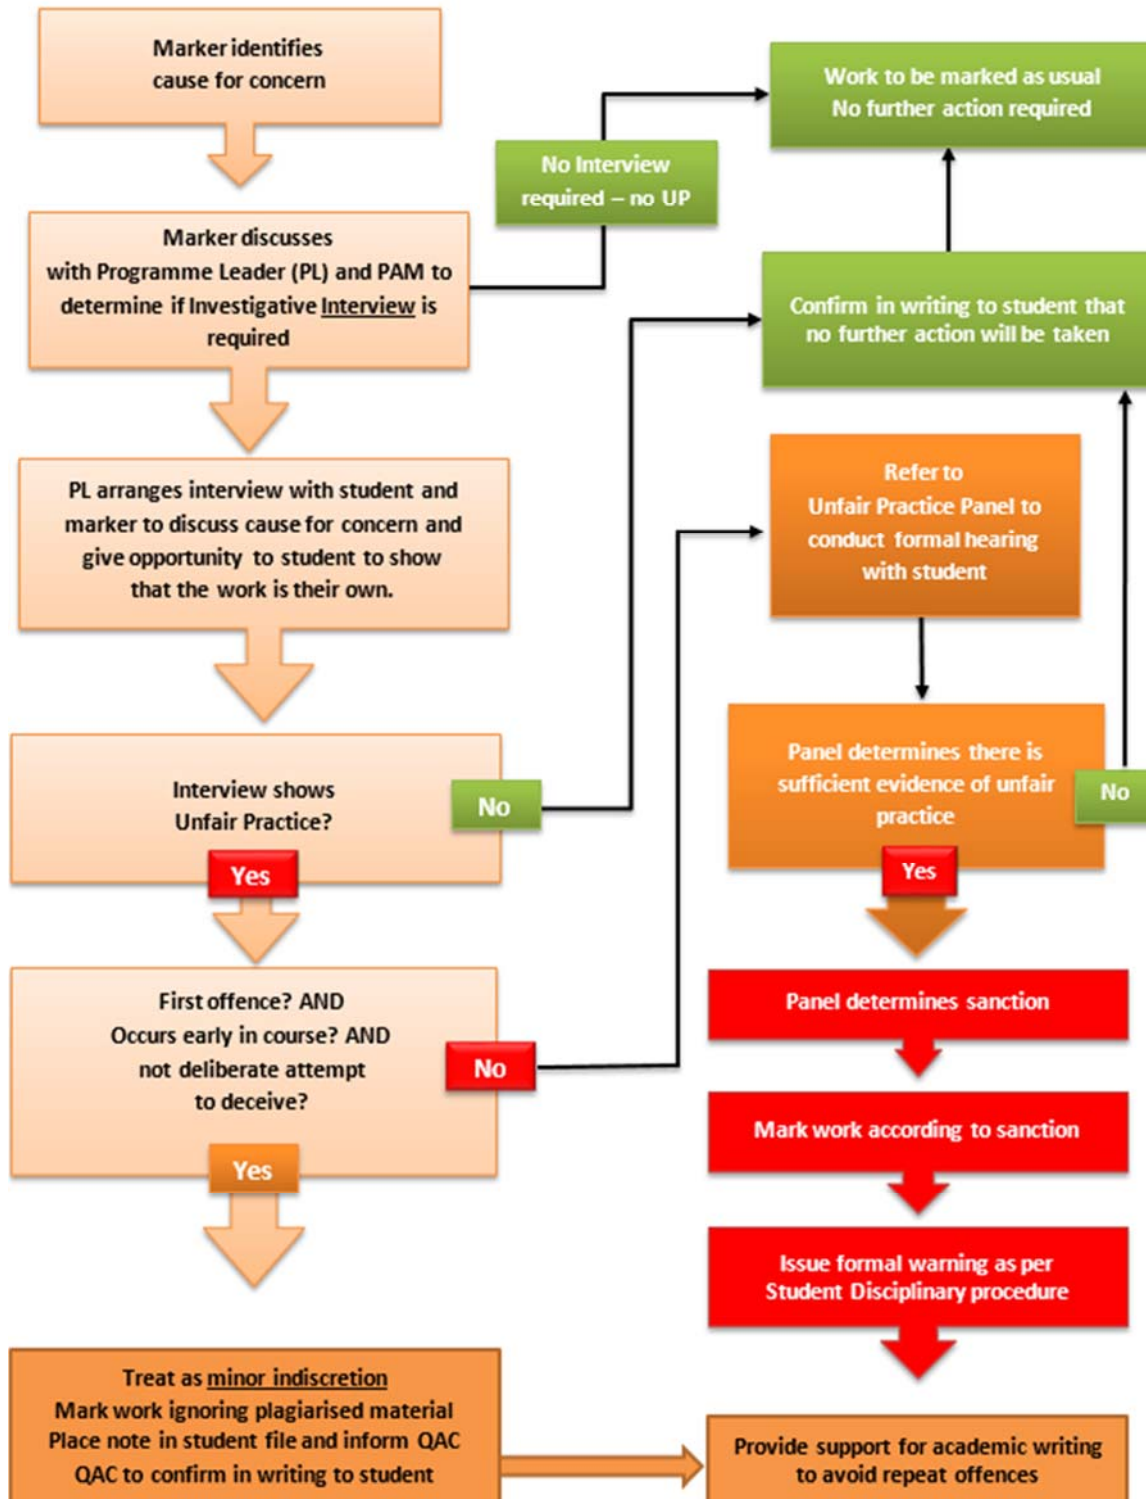 Marker identifies
cause for concern
Work to be marked as usual
No further action required
No Interview
required – no UP
Marker discusses
with Programme Leader (PL) and PAM to
determine if Investigative Interview is
required
Confirm in writing to student that
no further action will be taken
PL arranges interview with student and
marker to discuss cause for concern and
give opportunity to student to show
that the work is their own.
Refer to
Unfair Practice Panel to
conduct formal hearing
with student
Interview shows
Unfair Practice?
No
Yes
Panel determines there is
sufficient evidence of unfair
practice
No
Yes
First offence? AND
Occurs early in course? AND
not deliberate attempt
to deceive?
No
Yes
Panel determines sanction
Mark work according to sanction
Issue formal warning as per
Student Disciplinary procedure
Treat as minor indiscretion
Mark work ignoring plagiarised material
Place note in student file and inform QAC
QAC to confirm in writing to student
Provide support for academic writing
to avoid repeat offences